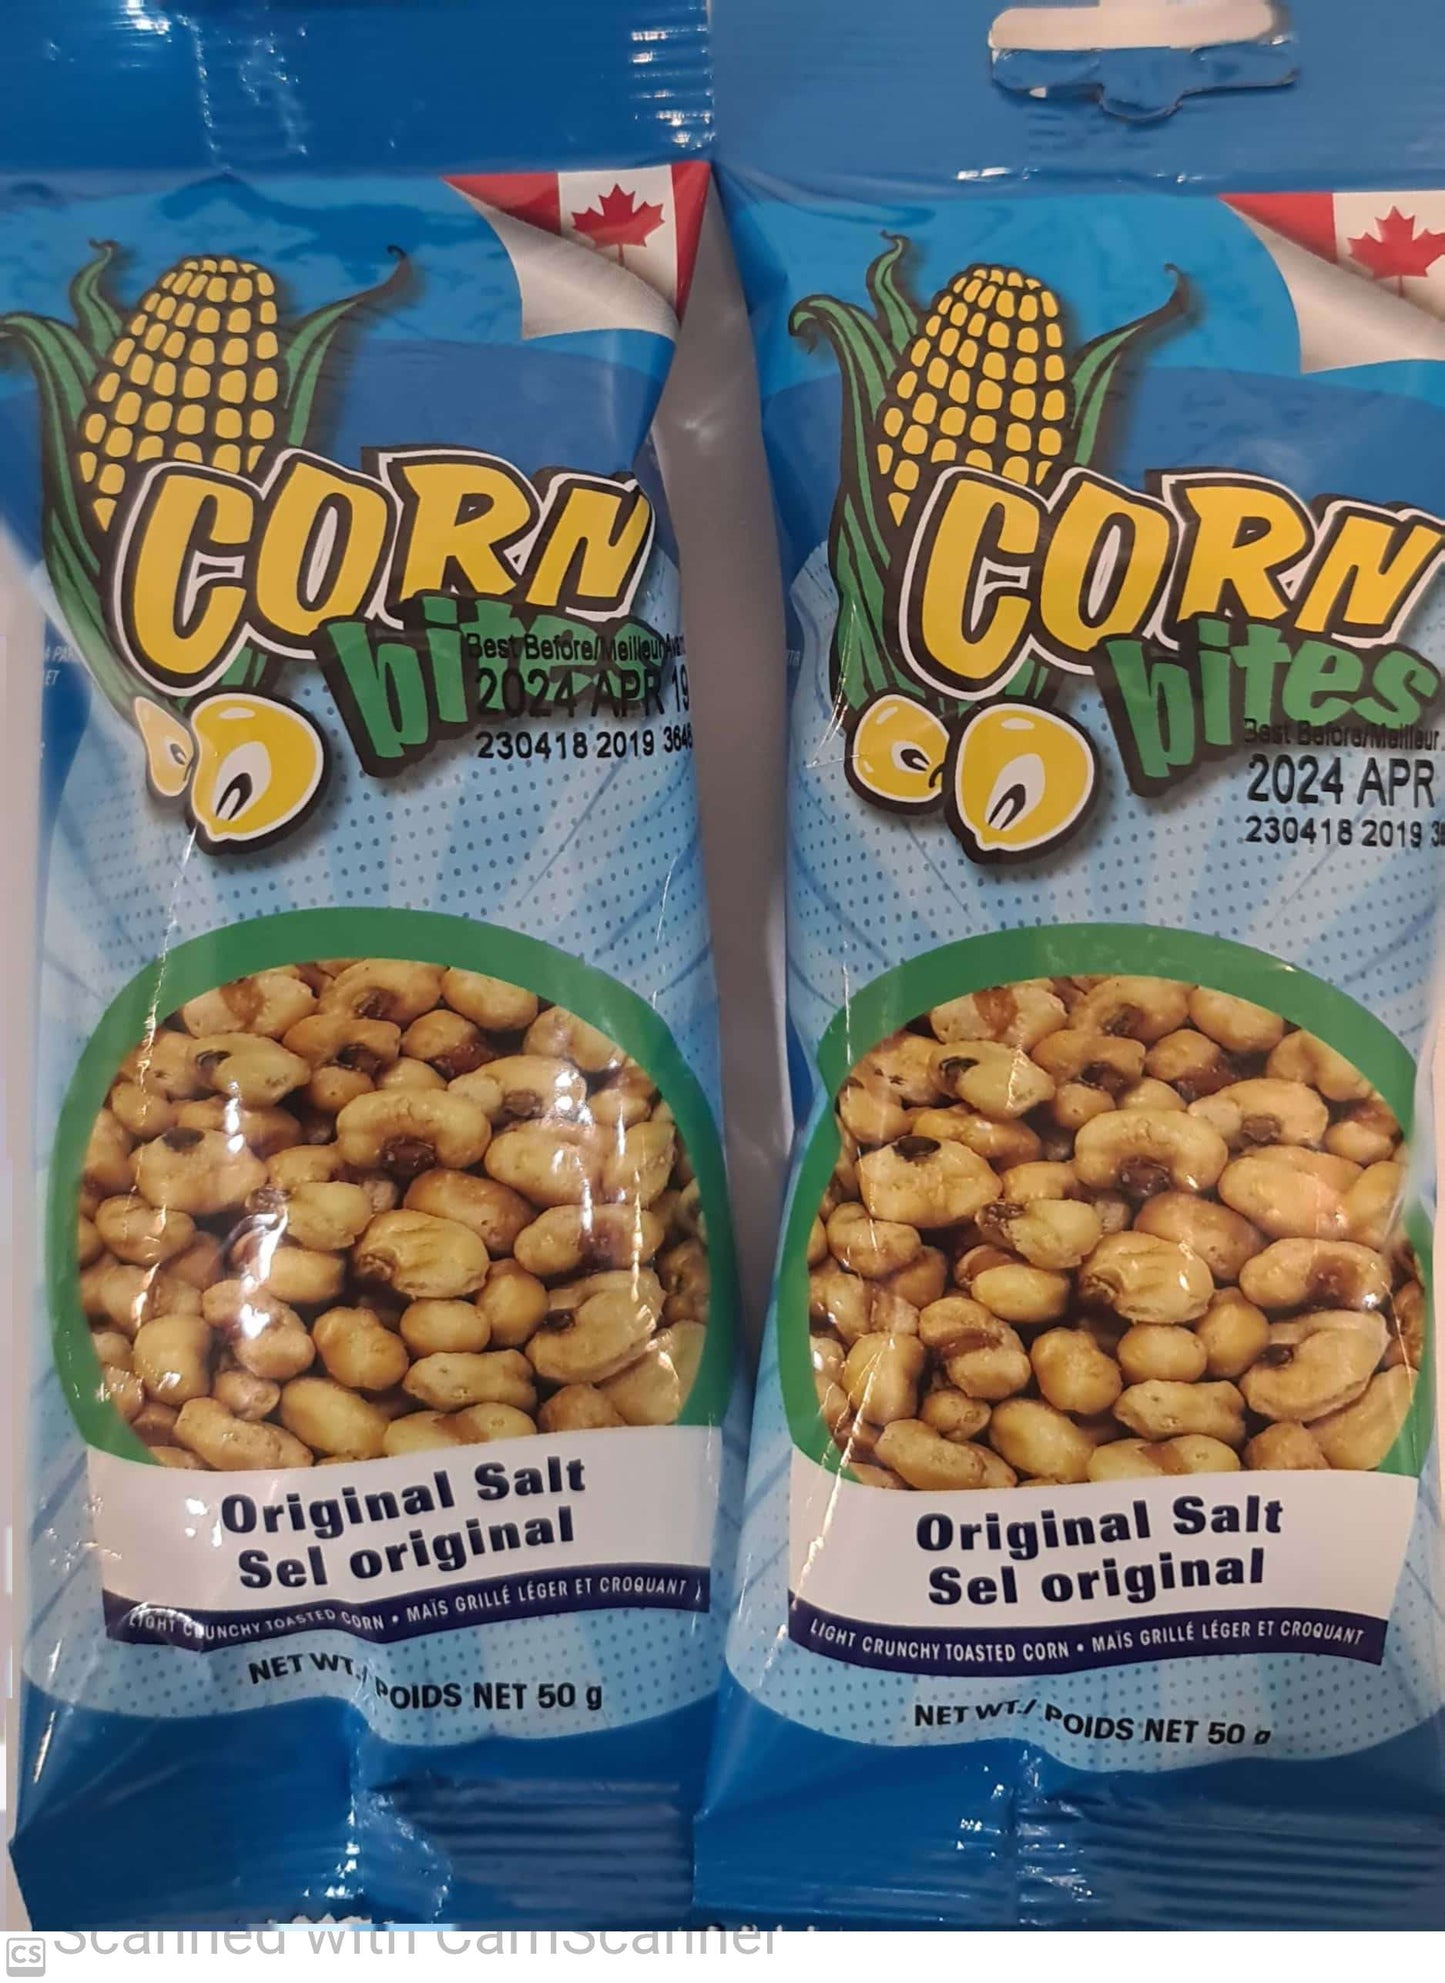 CORN
bites
Best Before/Meilleur
2024 APR 19
230418 2019
Original Salt
Sel original
LIGHT CRUNCHY TOASTED CORN • MAÏS GRILLÉ LÉGER ET CROQUANT
NET WT./POIDS NET 50 g
CORN
bites
Best Before/Meilleur
2024 APR
230418 2019
Original Salt
Sel original
LIGHT CRUNCHY TOASTED CORN • MAÏS GRILLÉ LÉGER ET CROQUANT
NET WT./POIDS NET 50 g
CS Scanned with CamScanner